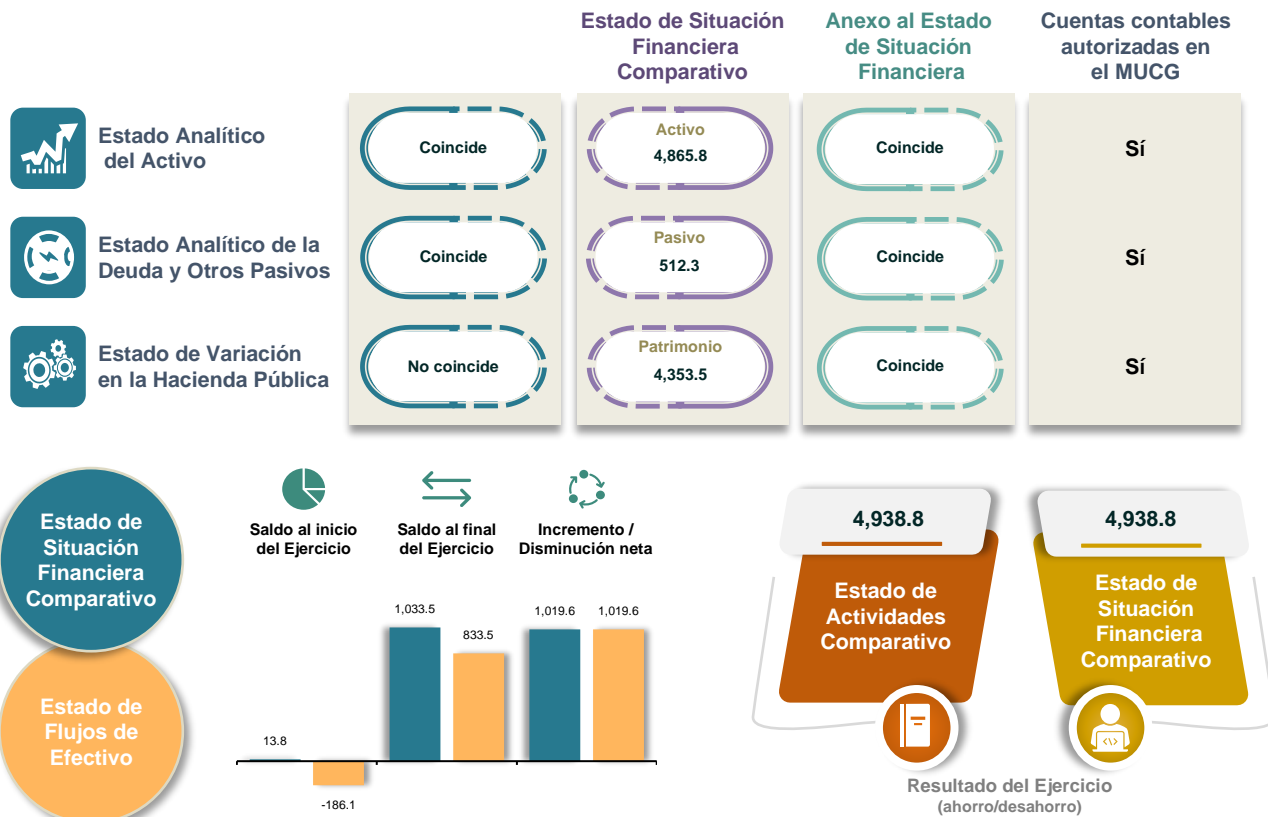 Estado de Situación
Financiera
Comparativo
Anexo al Estado
de Situación
Financiera
Cuentas contables
autorizadas en
el MUCG
Estado Analítico
del Activo
Coincide
Activo
4,865.8
Coincide
Sí
Estado Analítico de la
Deuda y Otros Pasivos
Coincide
Pasivo
512.3
Coincide
Sí
Estado de Variación
en la Hacienda Pública
No coincide
Patrimonio
4,353.5
Coincide
Sí
Estado de
Situación
Financiera
Comparativo
Estado de
Flujos de
Efectivo
Saldo al inicio
del Ejercicio
Saldo al final
del Ejercicio
Incremento /
Disminución neta
13.8
-186.1
1,033.5
833.5
1,019.6
1,019.6
4,938.8
Estado de
Actividades
Comparativo
4,938.8
Estado de
Situación
Financiera
Comparativo
Resultado del Ejercicio
(ahorro/desahorro)